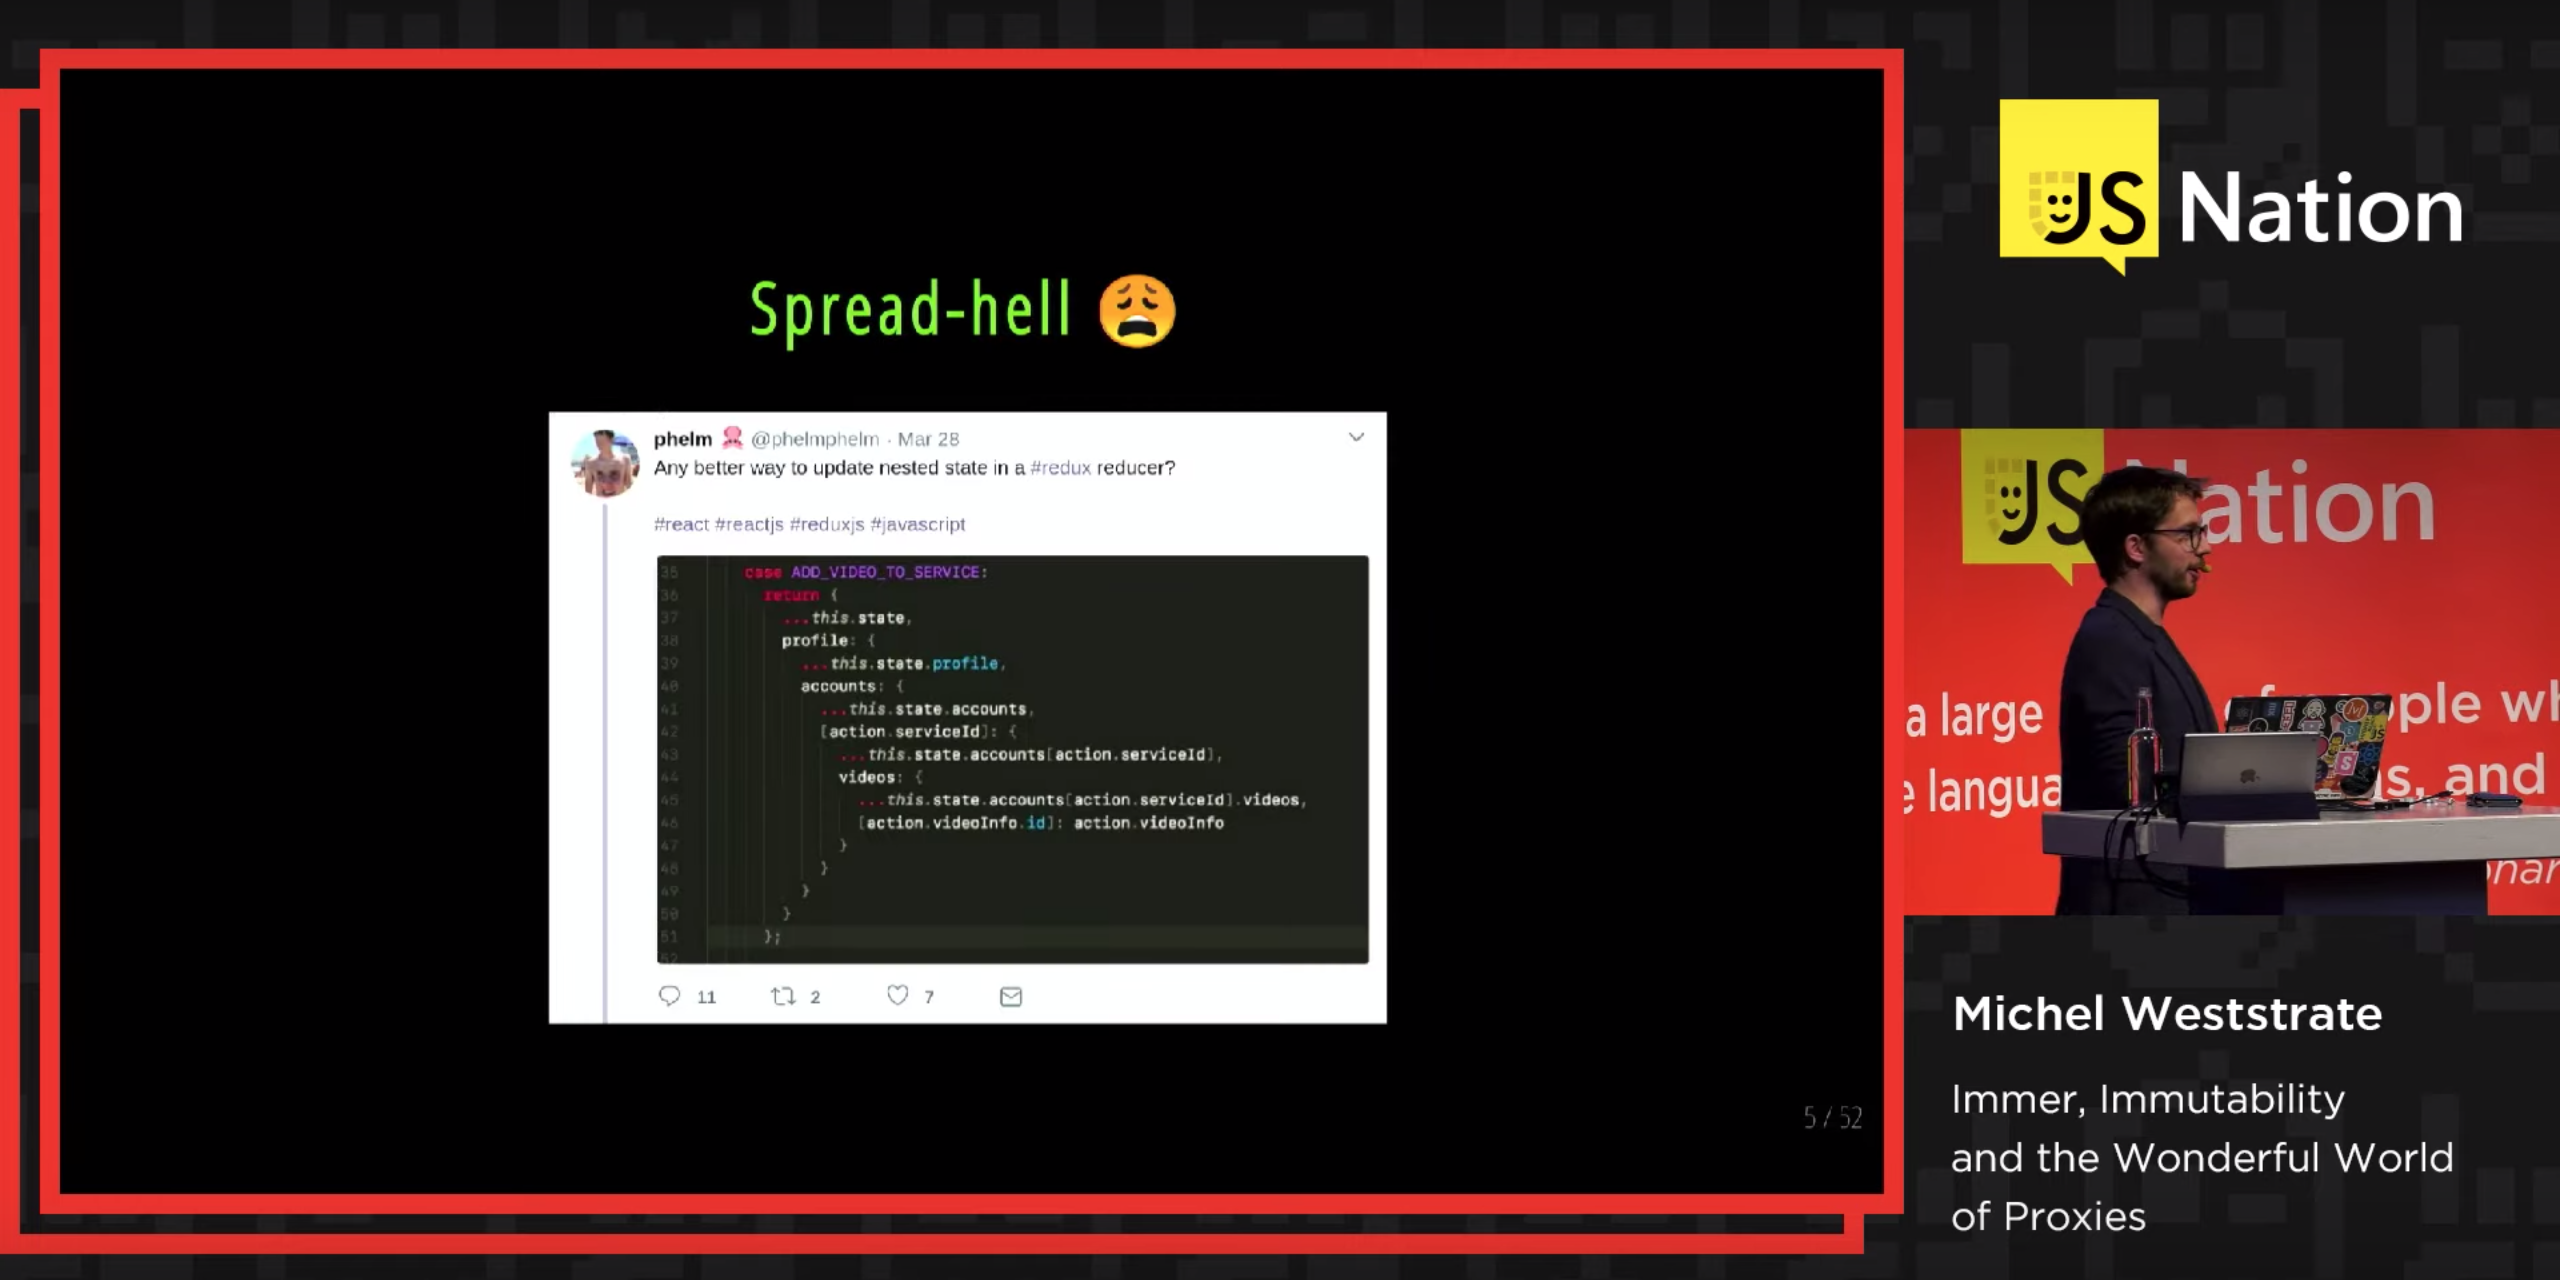 Spread-hell 😩
phelm @phelmphelm · Mar 28
Any better way to update nested state in a #redux reducer?
#react #reactjs #reduxjs #javascript
35 case ADD_VIDEO_TO_SERVICE:
36 return {
37 ...this.state,
38 profile: {
39 ...this.state.profile,
40 accounts: {
41 ...this.state.accounts,
42 [action.serviceId]: {
43 ...this.state.accounts[action.serviceId],
44 videos: {
45 ...this.state.accounts[action.serviceId].videos,
46 [action.videoInfo.id]: action.videoInfo
47 }
48 }
49 }
50 }
51 };
52
11 2 7
5 / 52
JS Nation
JS Nation
a large ple wh
e langua s, and
nar
Michel Weststrate
Immer, Immutability
and the Wonderful World
of Proxies